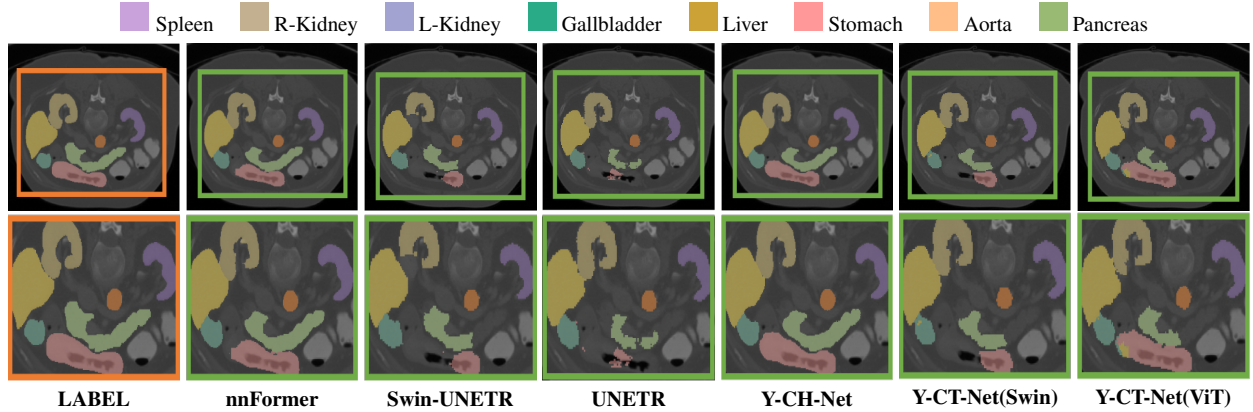 Spleen R-Kidney L-Kidney Gallbladder Liver Stomach Aorta Pancreas
LABEL nnFormer Swin-UNETR UNETR Y-CH-Net Y-CT-Net(Swin) Y-CT-Net(ViT)